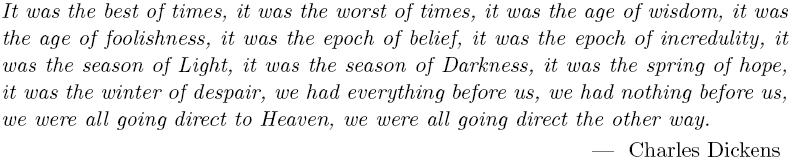 It was the best of times, it was the worst of times, it was the age of wisdom, it was
the age of foolishness, it was the epoch of belief, it was the epoch of incredulity, it
was the season of Light, it was the season of Darkness, it was the spring of hope,
it was the winter of despair, we had everything before us, we had nothing before us,
we were all going direct to Heaven, we were all going direct the other way.
— Charles Dickens